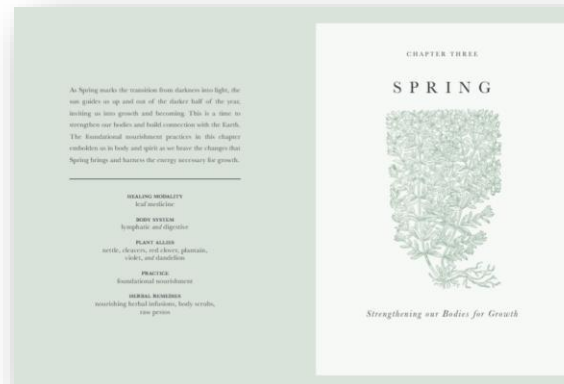 As Spring marks the transition from darkness into light, the
sun guides us up and out of the darker half of the year,
inviting us into growth and becoming. This is a time to
strengthen our bodies and build connection with the Earth.
The foundational nourishment practices in this chapter
embolden us in body and spirit as we brave the changes that
Spring brings and harness the energy necessary for growth.
HEALING MODALITY
leaf medicine
BODY SYSTEM
lymphatic and digestive
PLANT ALLIES
nettle, cleavers, red clover, plantain,
violet, and dandelion
PRACTICE
foundational nourishment
HERBAL REMEDIES
nourishing herbal infusions, body scrubs,
raw pestos
CHAPTER THREE
SPRING
Strengthening our Bodies for Growth